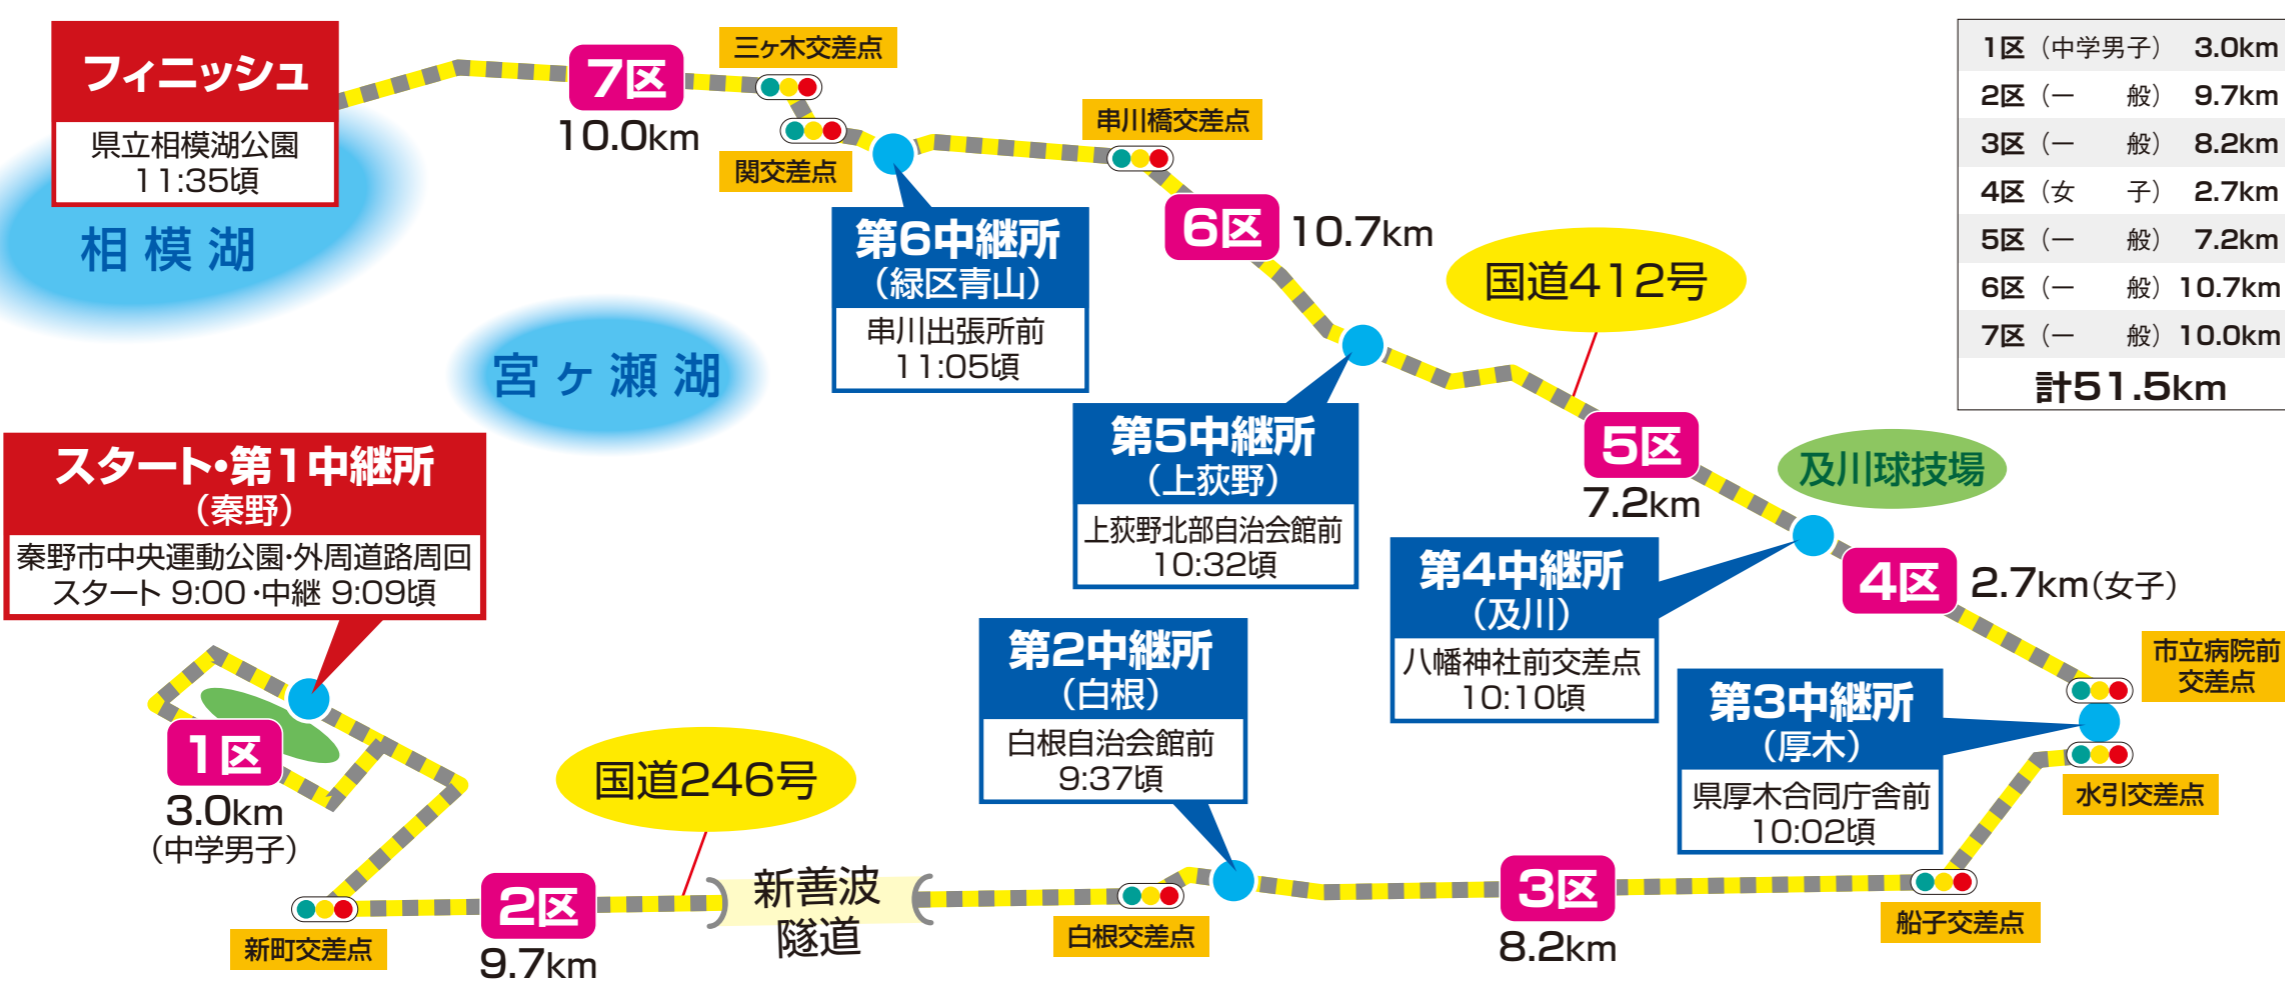 フィニッシュ
県立相模湖公園
11:35頃
相模湖
7区
10.0km
三ヶ木交差点
関交差点
串川橋交差点
第6中継所
(緑区青山)
串川出張所前
11:05頃
6区 10.7km
国道412号
宮ヶ瀬湖
第5中継所
(上荻野)
上荻野北部自治会館前
10:32頃
5区
7.2km
及川球技場
第4中継所
(及川)
八幡神社前交差点
10:10頃
4区 2.7km(女子)
市立病院前
交差点
第3中継所
(厚木)
県厚木合同庁舎前
10:02頃
水引交差点
船子交差点
3区
8.2km
第2中継所
(白根)
白根自治会館前
9:37頃
白根交差点
新善波
隧道
国道246号
2区
9.7km
新町交差点
スタート・第1中継所
(秦野)
秦野市中央運動公園・外周道路周回
スタート 9:00・中継 9:09頃
1区
3.0km
(中学男子)
1区(中学男子) 3.0km
2区(一 般) 9.7km
3区(一 般) 8.2km
4区(女 子) 2.7km
5区(一 般) 7.2km
6区(一 般) 10.7km
7区(一 般) 10.0km
計51.5km